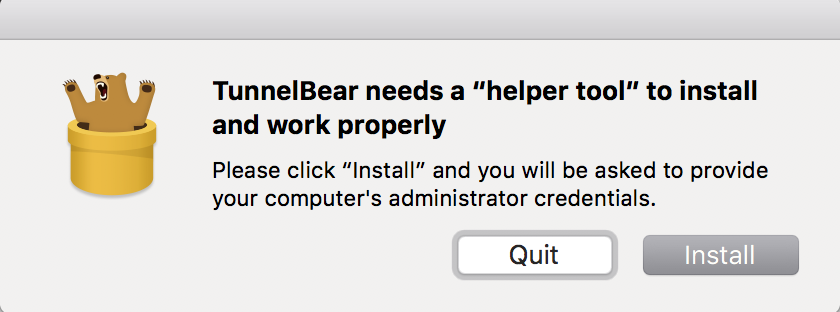 TunnelBear needs a “helper tool” to install
and work properly
Please click “Install” and you will be asked to provide
your computer's administrator credentials.
Quit
Install